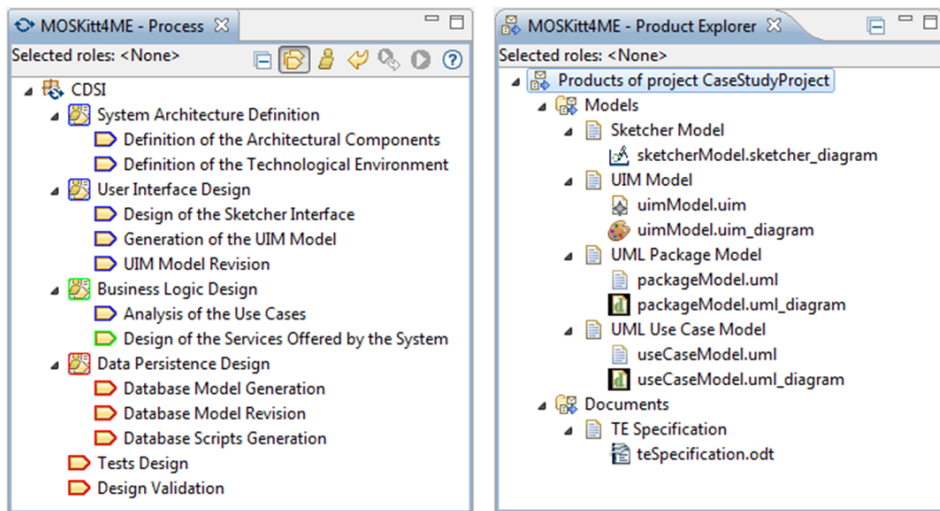 MOSKitt4ME - Process
Selected roles: <None>
CDSI
System Architecture Definition
Definition of the Architectural Components
Definition of the Technological Environment
User Interface Design
Design of the Sketcher Interface
Generation of the UIM Model
UIM Model Revision
Business Logic Design
Analysis of the Use Cases
Design of the Services Offered by the System
Data Persistence Design
Database Model Generation
Database Model Revision
Database Scripts Generation
Tests Design
Design Validation
MOSKitt4ME - Product Explorer
Selected roles: <None>
Products of project CaseStudyProject
Models
Sketcher Model
sketcherModel.sketcher_diagram
UIM Model
uimModel.uim
uimModel.uim_diagram
UML Package Model
packageModel.uml
packageModel.uml_diagram
UML Use Case Model
useCaseModel.uml
useCaseModel.uml_diagram
Documents
TE Specification
teSpecification.odt